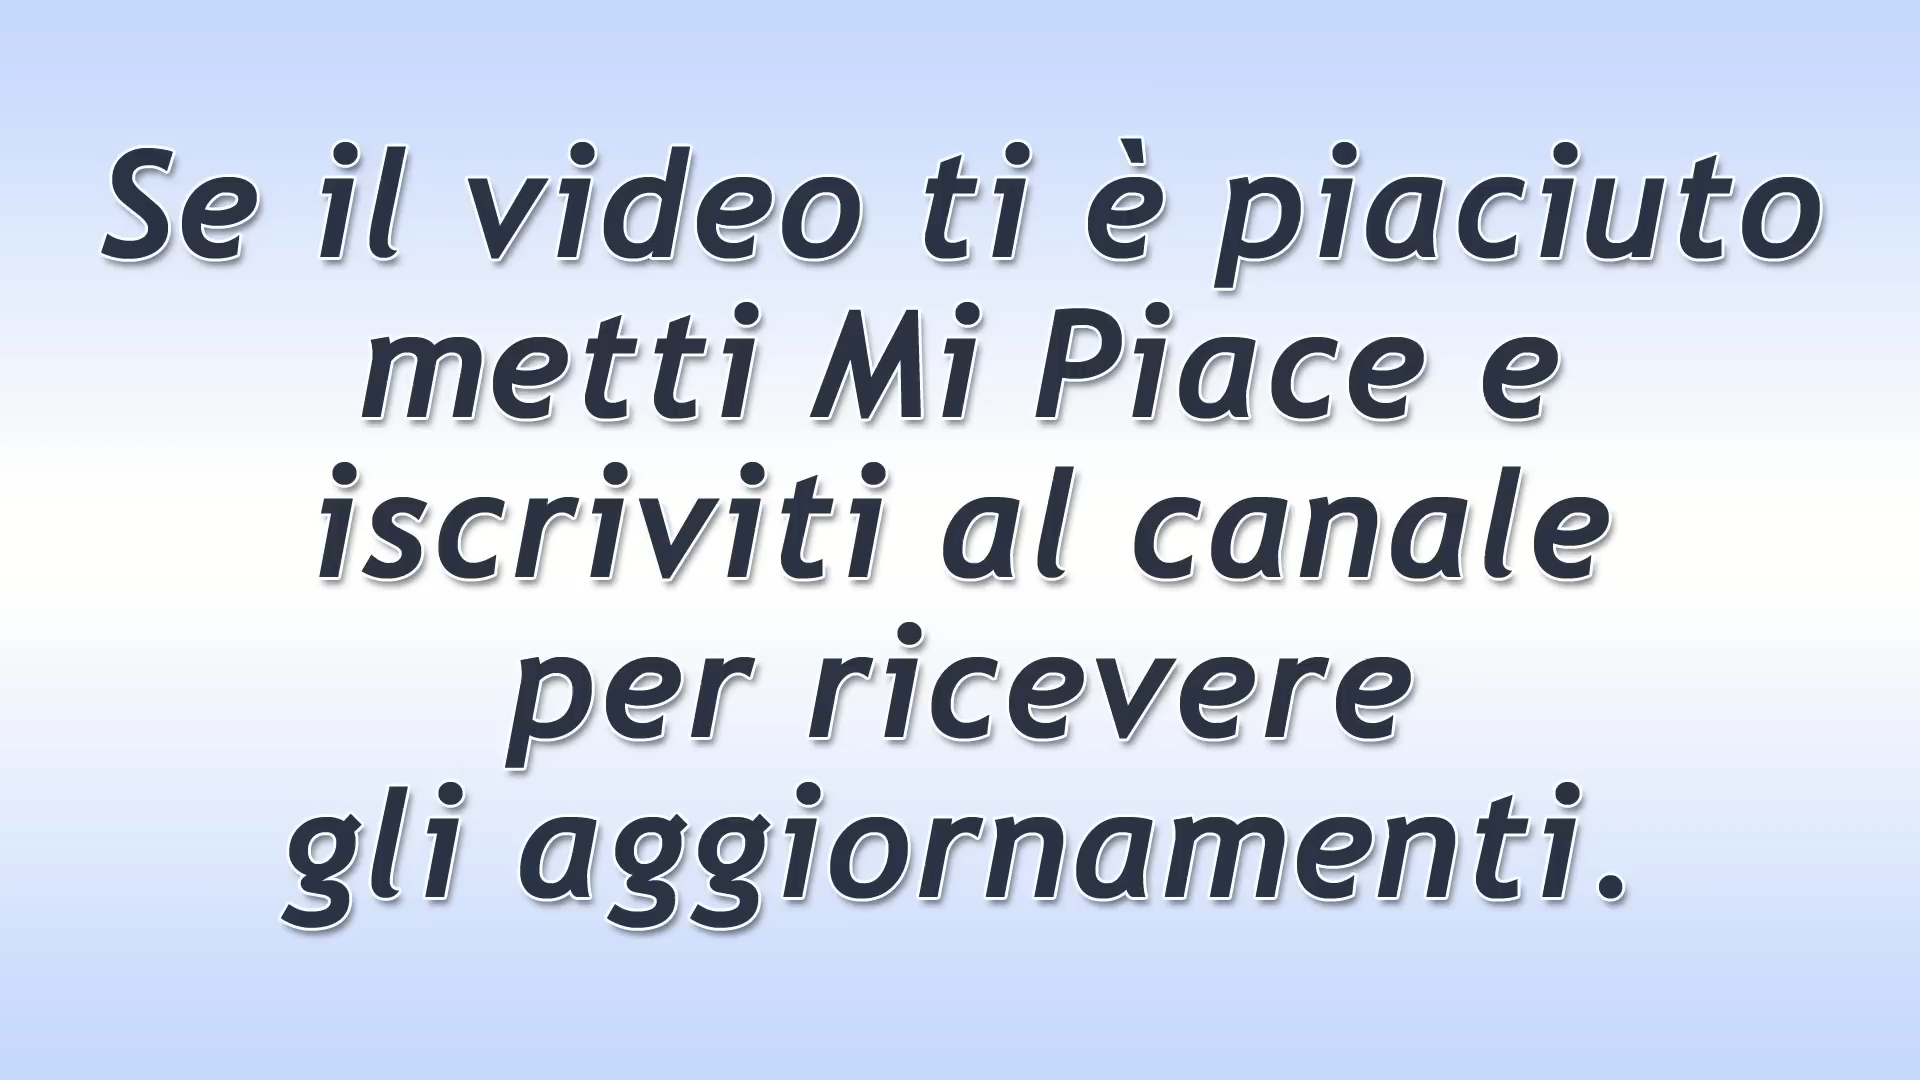 Se il video ti è piaciuto
metti Mi Piace e
iscriviti al canale
per ricevere
gli aggiornamenti.